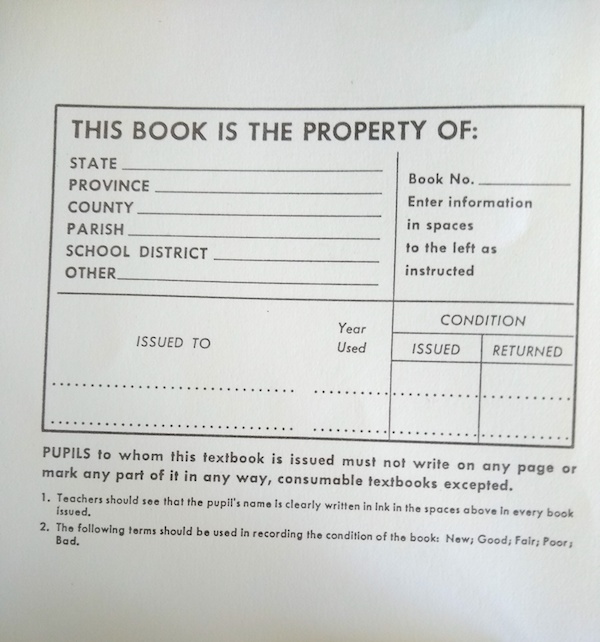 THIS BOOK IS THE PROPERTY OF:
STATE
PROVINCE
COUNTY
PARISH
SCHOOL DISTRICT
OTHER
Book No.
Enter information
in spaces
to the left as
instructed
ISSUED TO
Year
Used
CONDITION
ISSUED
RETURNED
PUPILS to whom this textbook is issued must not write on any page or
mark any part of it in any way, consumable textbooks excepted.
1. Teachers should see that the pupil's name is clearly written in ink in the spaces above in every book
issued.
2. The following terms should be used in recording the condition of the book: New; Good; Fair; Poor;
Bad.